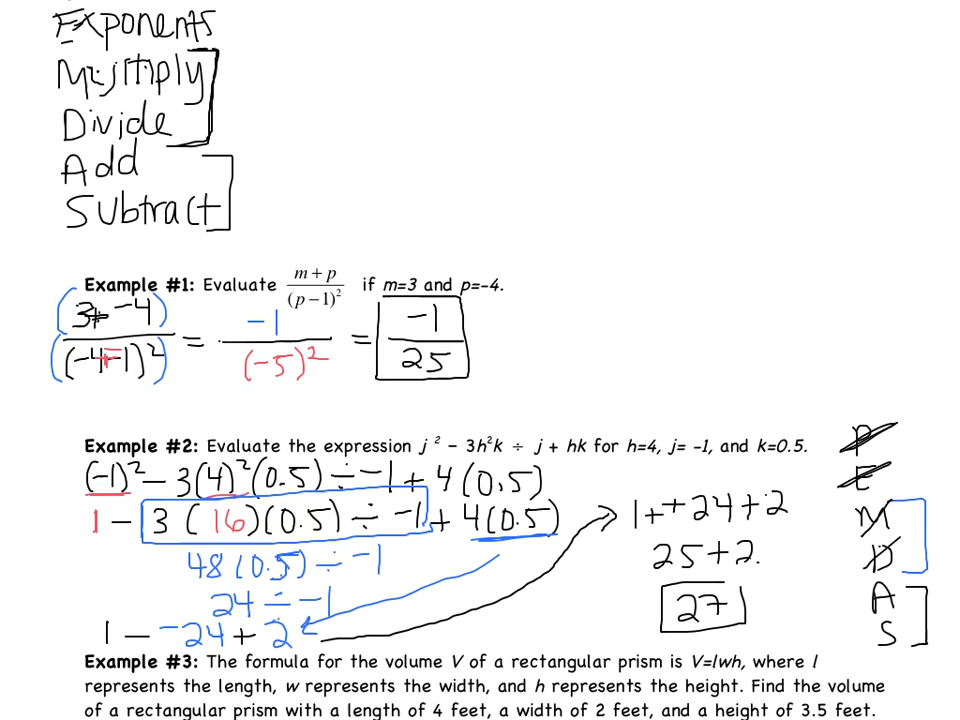 Exponents
Multiply
Divide
Add
Subtract
Example #1: Evaluate (m + p)/(p − 1)² if m=3 and p=-4.
(3 + -4)/(-4 + -1)² = -1/(-5)² = -1/25
Example #2: Evaluate the expression j² − 3h²k ÷ j + hk for h=4, j= -1, and k=0.5.
P
E
M
D
A
S
(-1)² − 3(4)²(0.5) ÷ -1 + 4(0.5)
1 − 3(16)(0.5) ÷ -1 + 4(0.5)
48(0.5) ÷ -1
24 ÷ -1
1 − -24 + 2
1 + +24 + 2
25 + 2
27
Example #3: The formula for the volume V of a rectangular prism is V=lwh, where l
represents the length, w represents the width, and h represents the height. Find the volume
of a rectangular prism with a length of 4 feet, a width of 2 feet, and a height of 3.5 feet.